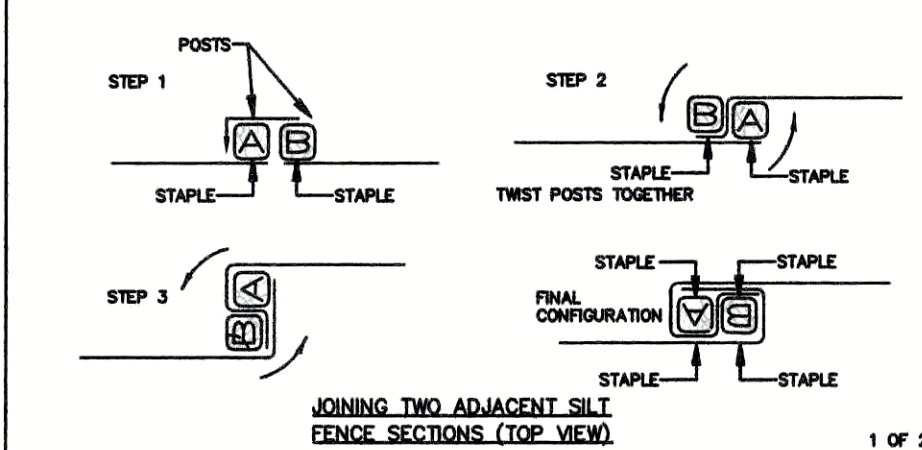 POSTS
STEP 1
A B
STAPLE STAPLE
STEP 2
B A
STAPLE STAPLE
TWIST POSTS TOGETHER
STEP 3
A
B
STAPLE STAPLE
FINAL
CONFIGURATION
A B
STAPLE STAPLE
JOINING TWO ADJACENT SILT
FENCE SECTIONS (TOP VIEW)
1 OF